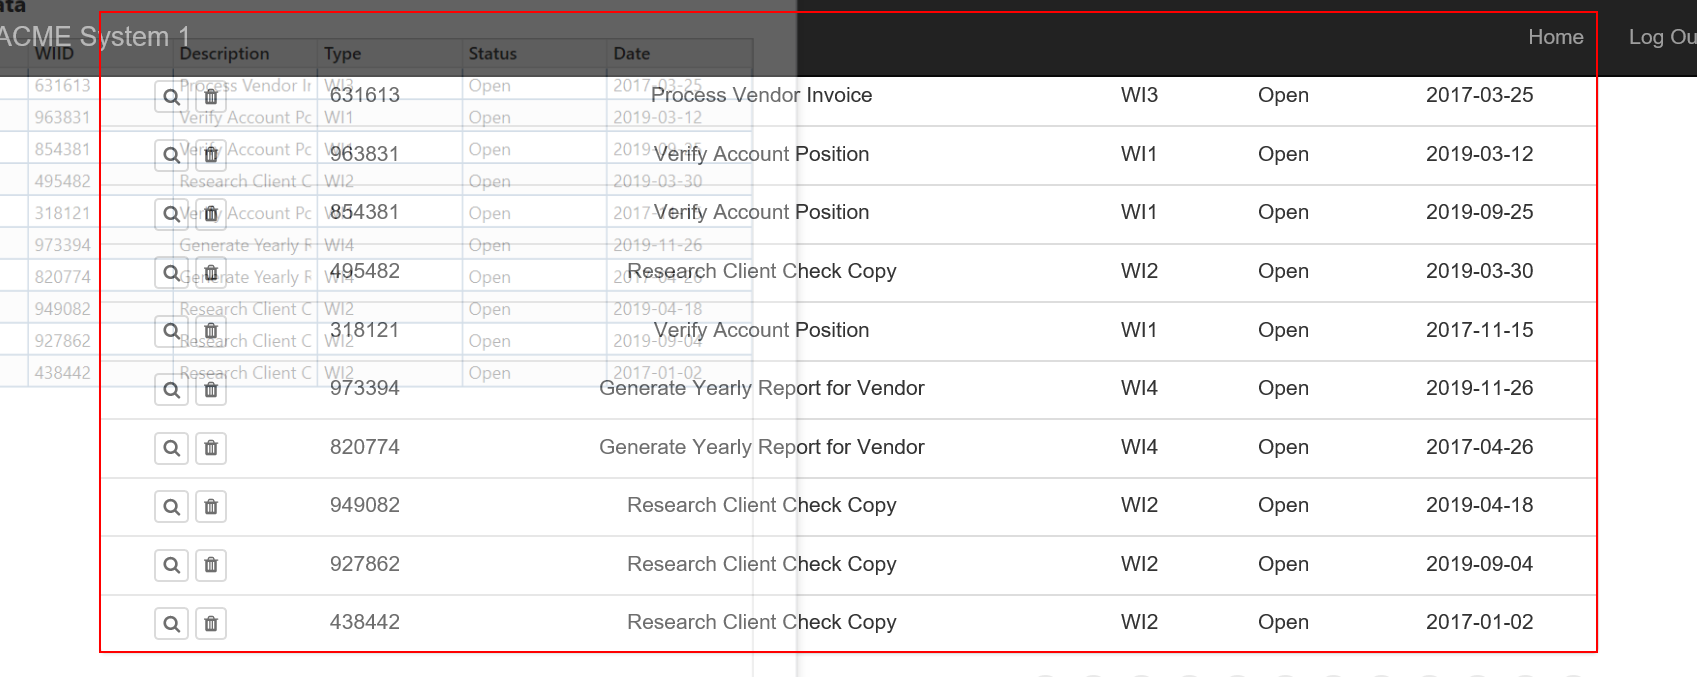 ata
ACME System 1 Home Log Ou
WIID Description Type Status Date
631613 Process Vendor Ir WI3 Open 2017-03-25
963831 Verify Account Pc WI1 Open 2019-03-12
854381 Verify Account Pc WI1 Open 2019-09-25
495482 Research Client C WI2 Open 2019-03-30
318121 Verify Account Pc Open
973394 Generate Yearly R WI4 Open 2019-11-26
820774 Generate Yearly R WI4 Open 2017-04-26
949082 Research Client C WI2 Open 2019-04-18
927862 Research Client C WI2 Open 2019-09-04
438442 Research Client C WI2 Open 2017-01-02
631613 Process Vendor Invoice WI3 Open 2017-03-25
963831 Verify Account Position WI1 Open 2019-03-12
854381 Verify Account Position WI1 Open 2019-09-25
495482 Research Client Check Copy WI2 Open 2019-03-30
318121 Verify Account Position WI1 Open 2017-11-15
973394 Generate Yearly Report for Vendor WI4 Open 2019-11-26
820774 Generate Yearly Report for Vendor WI4 Open 2017-04-26
949082 Research Client Check Copy WI2 Open 2019-04-18
927862 Research Client Check Copy WI2 Open 2019-09-04
438442 Research Client Check Copy WI2 Open 2017-01-02